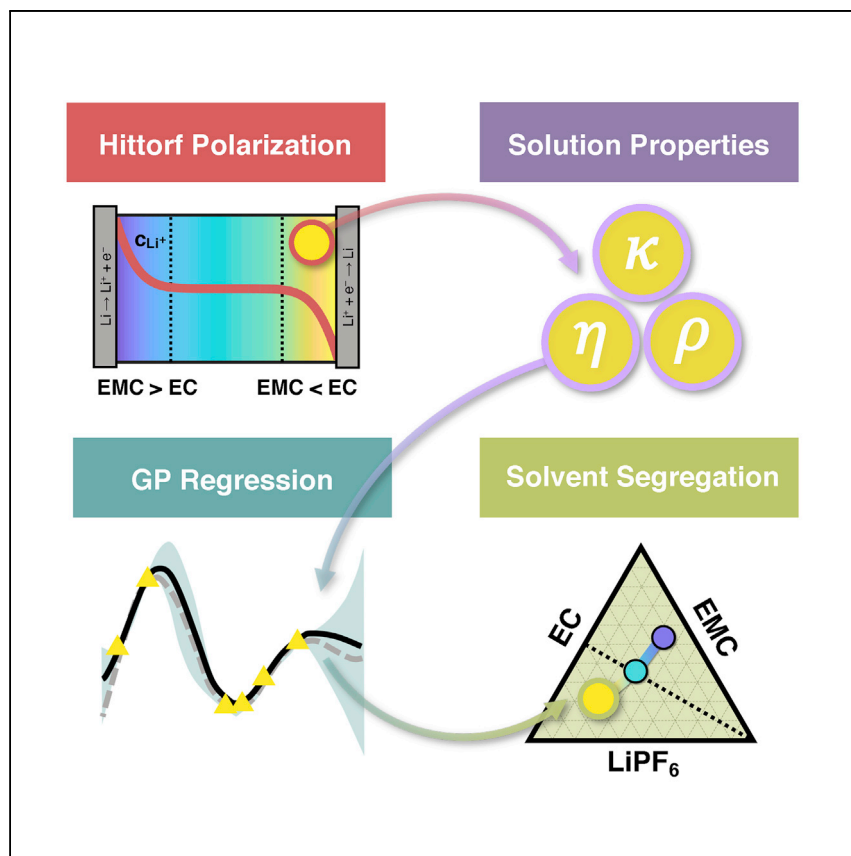 Hittorf Polarization
Solution Properties
Li → Li⁺ + e⁻
c_Li⁺
Li⁺ + e⁻ → Li
EMC > EC
EMC < EC
κ
η
ρ
GP Regression
Solvent Segregation
EC
EMC
LiPF₆